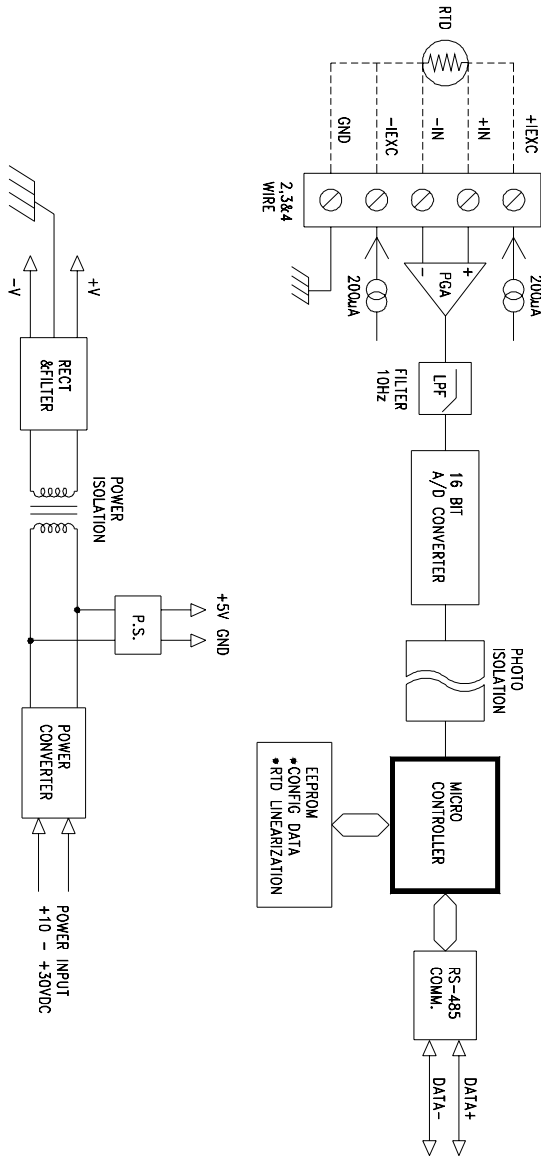 RTD
+IEXC
+IN
-IN
-IEXC
GND
2,3&4
WIRE
200uA
200uA
+
-
PGA
LPF
FILTER
10Hz
16 BIT
A/D CONVERTER
PHOTO
ISOLATION
MICRO
CONTROLLER
EEPROM
*CONFIG DATA
*RTD LINEARIZATION
RS-485
COMM.
DATA+
DATA-
+V
-V
RECT
&FILTER
POWER
ISOLATION
P.S.
+5V
GND
POWER
CONVERTER
POWER INPUT
+10 - +30VDC